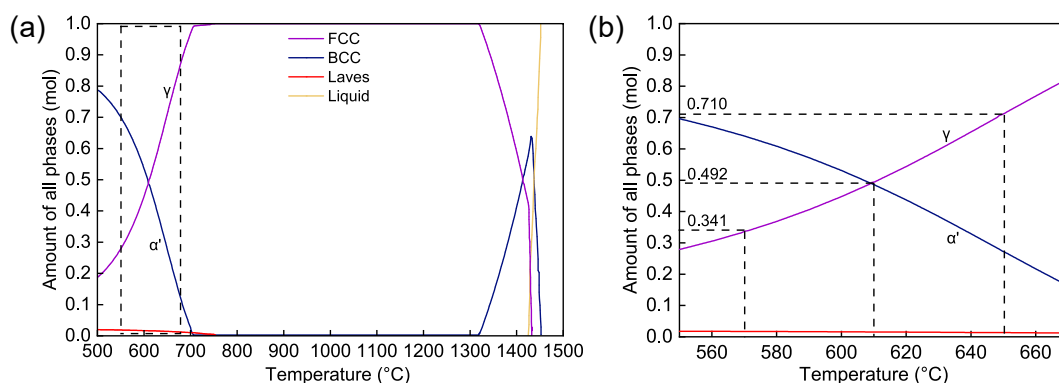 (a)
Amount of all phases (mol)
1.0
0.9
0.8
0.7
0.6
0.5
0.4
0.3
0.2
0.1
0.0
γ
α'
FCC
BCC
Laves
Liquid
500 600 700 800 900 1000 1100 1200 1300 1400 1500
Temperature (°C)
(b)
Amount of all phases (mol)
1.0
0.9
0.8
0.7
0.6
0.5
0.4
0.3
0.2
0.1
0.0
0.710
0.492
0.341
γ
α'
560 580 600 620 640 660
Temperature (°C)